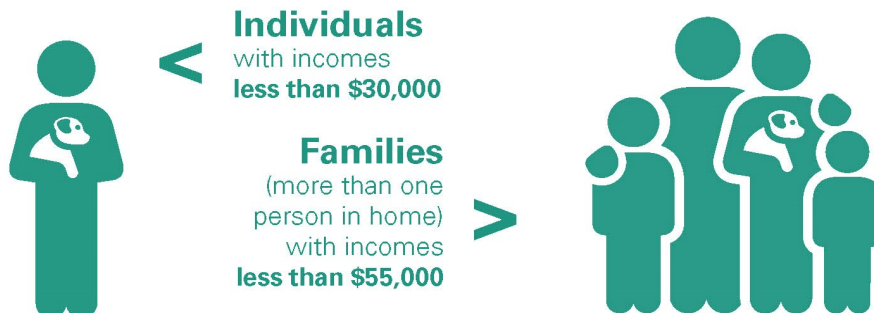 <
Individuals
with incomes
less than $30,000
Families
(more than one
person in home)
with incomes
less than $55,000
>